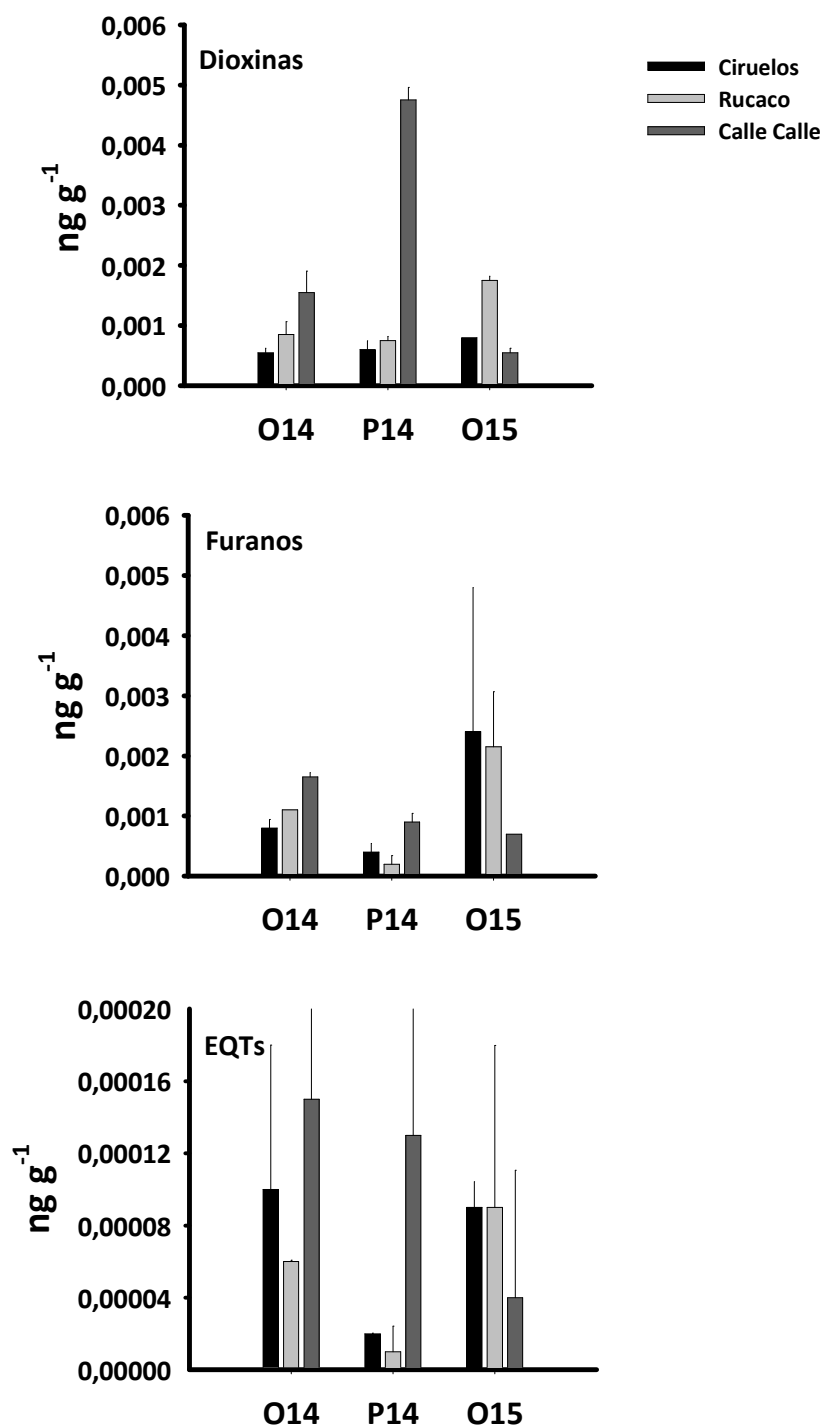 0,006
Dioxinas
0,005
0,004
0,003
0,002
0,001
0,000
ng g-1
O14 P14 O15
Ciruelos
Rucaco
Calle Calle
0,006
Furanos
0,005
0,004
0,003
0,002
0,001
0,000
ng g-1
O14 P14 O15
0,00020
EQTs
0,00016
0,00012
0,00008
0,00004
0,00000
ng g-1
O14 P14 O15